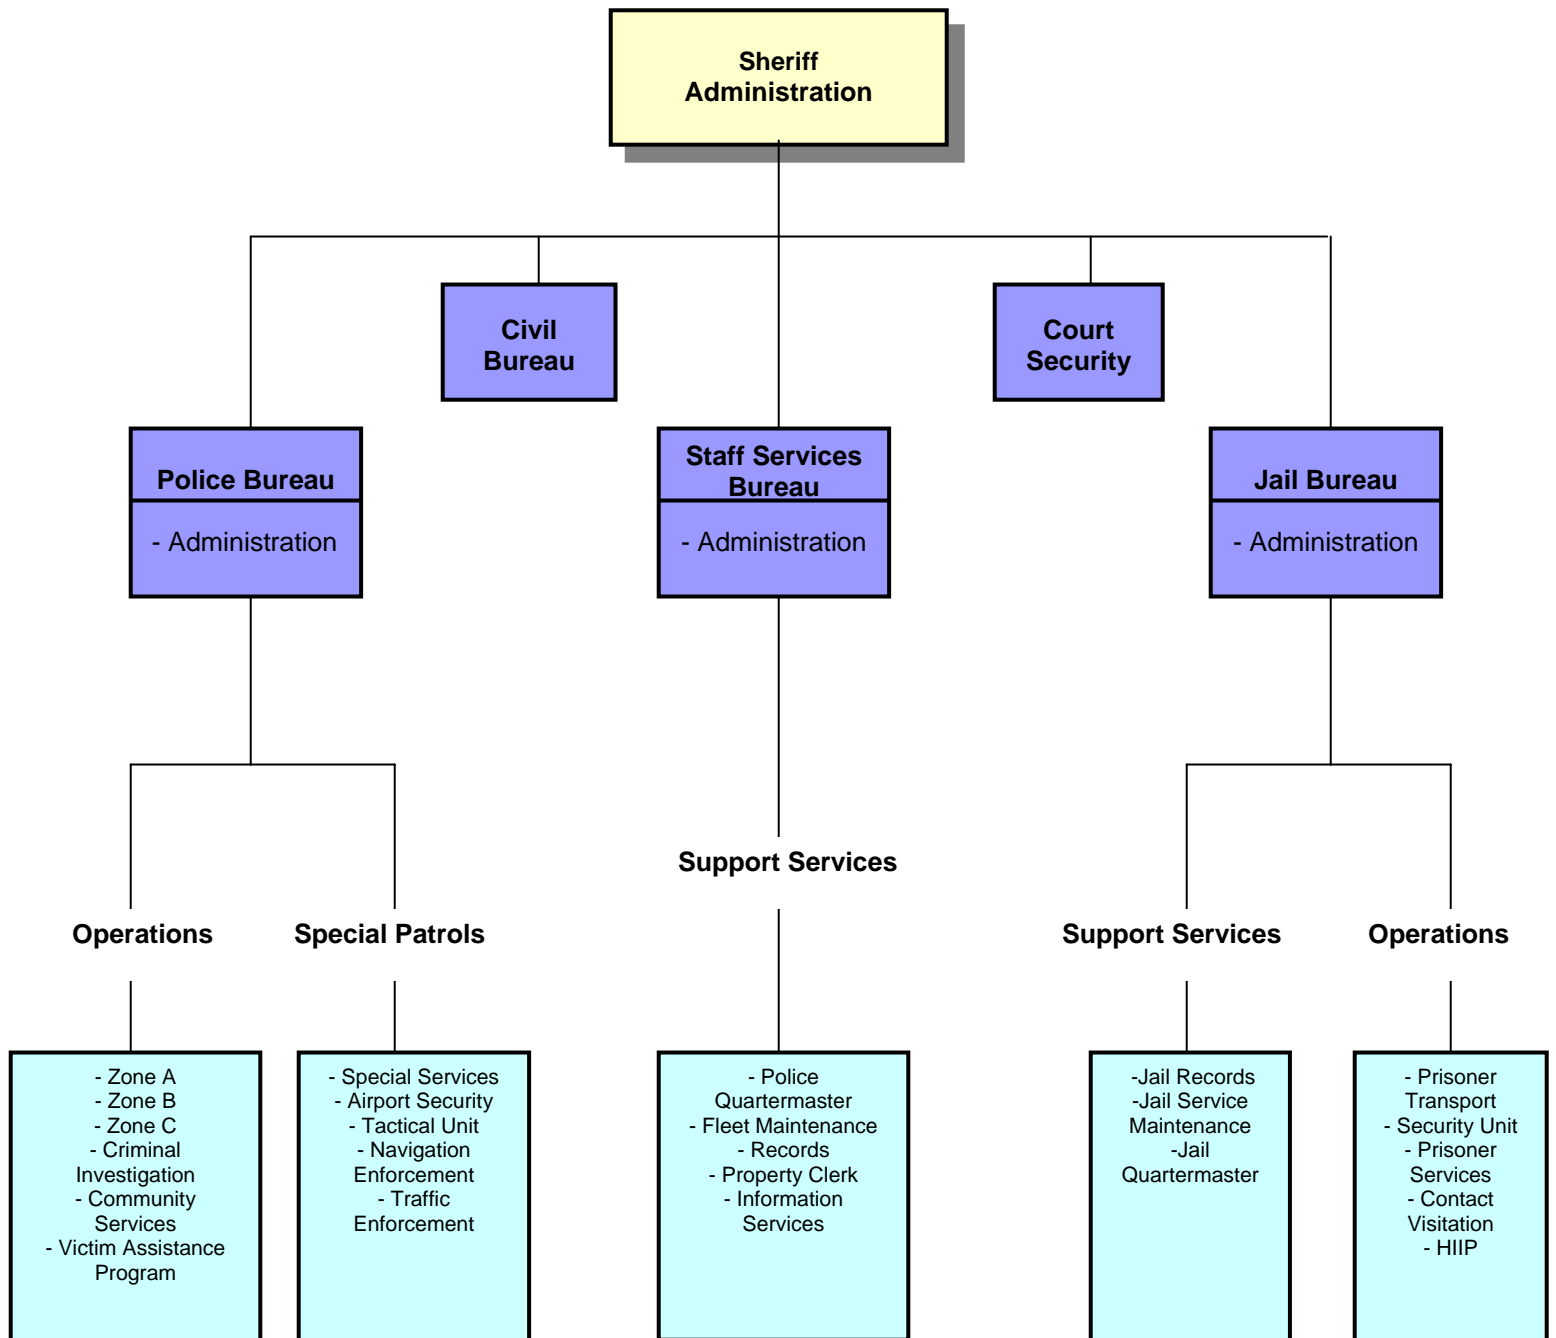 Sheriff
Administration
Civil
Bureau
Court
Security
Police Bureau
- Administration
Staff Services
Bureau
- Administration
Jail Bureau
- Administration
Support Services
Operations
Special Patrols
Support Services
Operations
- Zone A
- Zone B
- Zone C
- Criminal
Investigation
- Community
Services
- Victim Assistance
Program
- Special Services
- Airport Security
- Tactical Unit
- Navigation
Enforcement
- Traffic
Enforcement
- Police
Quartermaster
- Fleet Maintenance
- Records
- Property Clerk
- Information
Services
-Jail Records
-Jail Service
Maintenance
-Jail
Quartermaster
- Prisoner
Transport
- Security Unit
- Prisoner
Services
- Contact
Visitation
- HIIP